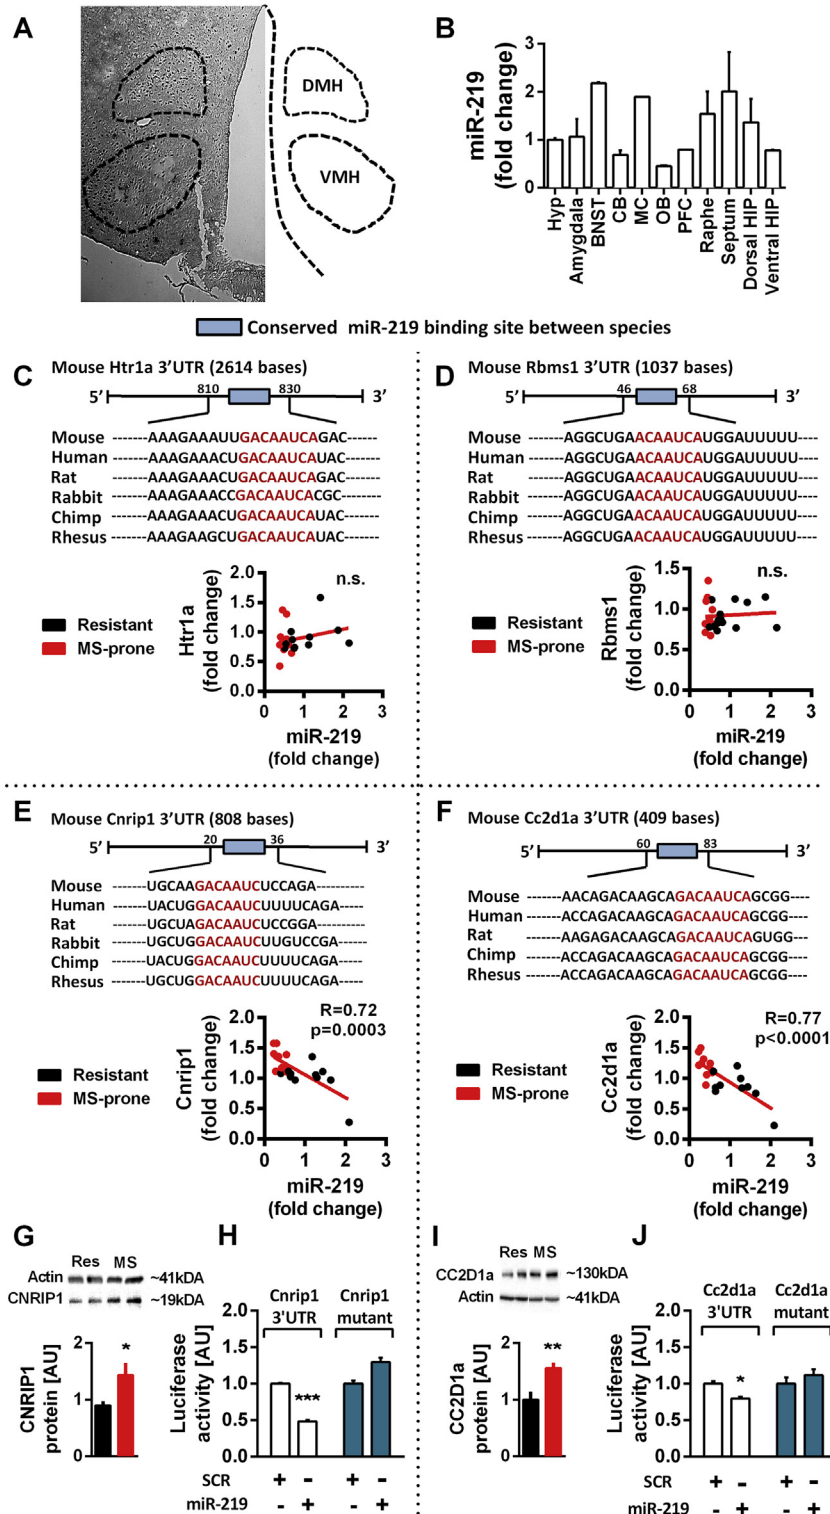 A
DMH
VMH
B
miR-219
(fold change)
3
2
1
0
Hyp
Amygdala
BNST
CB
MC
OB
PFC
Raphe
Septum
Dorsal HIP
Ventral HIP
Conserved miR-219 binding site between species
C
Mouse Htr1a 3'UTR (2614 bases)
5' 810 830 3'
Mouse ------AAAGAAAUUGACAAUCAGAC------
Human ------AAAGAAACUGACAAUCAUAC------
Rat ------AAAGAAACUGACAAUCAGAC------
Rabbit ------AAAGAAACCGACAAUCACGC------
Chimp ------AAAGAAACUGACAAUCAUAC------
Rhesus ------AAAGAAGCUGACAAUCAUAC------
Resistant
MS-prone
Htr1a
(fold change)
2.0
1.5
1.0
0.5
0.0
n.s.
0 1 2 3
miR-219
(fold change)
D
Mouse Rbms1 3'UTR (1037 bases)
5' 46 68 3'
Mouse ------AGGCUGAACAAUCAUGGAUUUUU------
Human ------AGGCUGAACAAUCAUGGAUUUUU------
Rat ------AGGCUGAACAAUCAUGGAUUUUU------
Rabbit ------AGGCUGAACAAUCAUGGAUUUUU------
Chimp ------AGGCUGAACAAUCAUGGAUUUUU------
Rhesus ------AGGCUGAACAAUCAUGGAUUUUU------
Resistant
MS-prone
Rbms1
(fold change)
1.5
1.0
0.5
0.0
n.s.
0 1 2 3
miR-219
(fold change)
E
Mouse Cnrip1 3'UTR (808 bases)
5' 20 36 3'
Mouse ------UGCAAGACAAUCUCCAGA---------
Human ------UACUGGACAAUCUUUUCAGA------
Rat ------UGCUAGACAAUCUCCGGA---------
Rabbit ------UGCUGGACAAUCUUGUCCGA------
Chimp ------UACUGGACAAUCUUUUCAGA------
Rhesus ------UGCUGGACAAUCUUUUCAGA------
Resistant
MS-prone
Cnrip1
(fold change)
2.0
1.5
1.0
0.5
0.0
R=0.72
p=0.0003
0 1 2 3
miR-219
(fold change)
F
Mouse Cc2d1a 3'UTR (409 bases)
5' 60 83 3'
Mouse ------AACAGACAAGCAGACAAUCAGCGG----
Human ------ACCAGACAAGCAGACAAUCAGCGG----
Rat ------AAGAGACAAGCAGACAAUCAGUGG----
Chimp ------ACCAGACAAGCAGACAAUCAGCGG----
Rhesus ------ACCAGACAAGCAGACAAUCAGCGG----
Resistant
MS-prone
Cc2d1a
(fold change)
2.0
1.5
1.0
0.5
0.0
R=0.77
p<0.0001
0 1 2 3
miR-219
(fold change)
G
Res MS
Actin ~41kDA
CNRIP1 ~19kDA
CNRIP1
protein [AU]
2
1
0
*
H
Luciferase
activity [AU]
2.0
1.5
1.0
0.5
0.0
Cnrip1
3'UTR
Cnrip1
mutant
***
SCR + - + -
miR-219 - + - +
I
Res MS
CC2D1a ~130kDA
Actin ~41kDA
CC2D1a
protein [AU]
2
1
0
**
J
Luciferase
activity [AU]
2.0
1.5
1.0
0.5
0.0
Cc2d1a
3'UTR
Cc2d1a
mutant
*
SCR + - + -
miR-219 - + - +